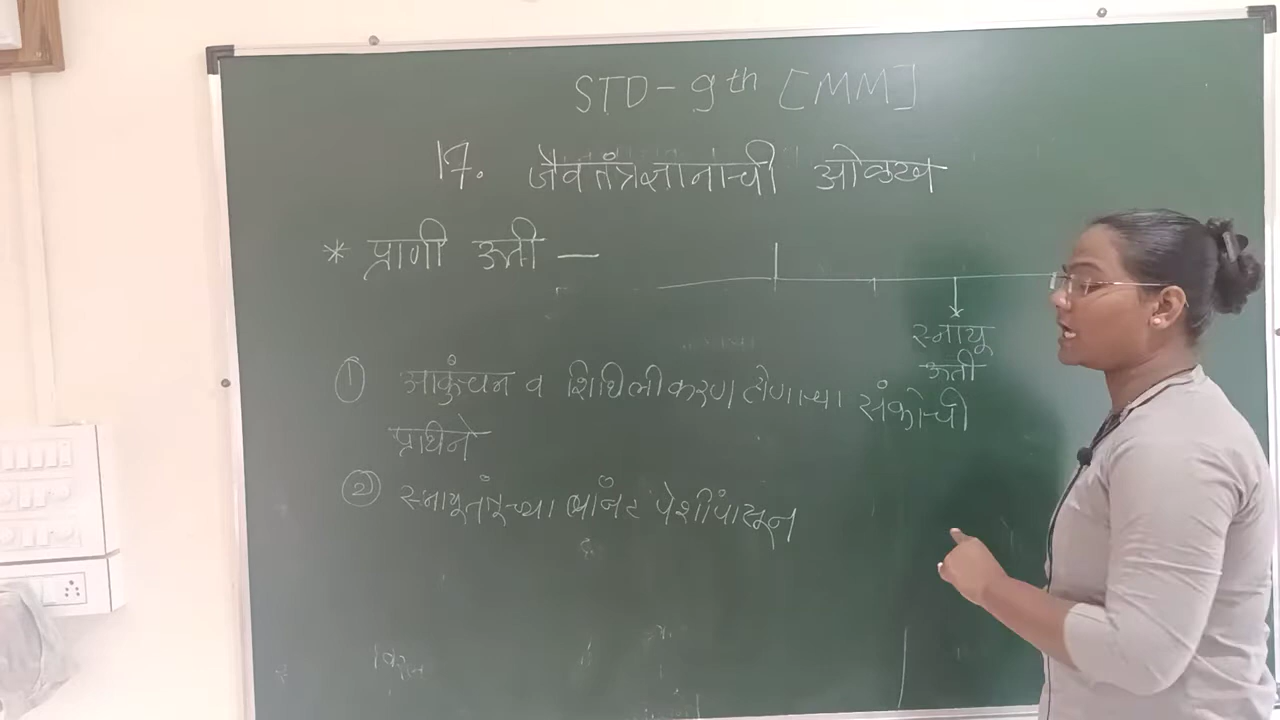 STD - 9th [MM]
17. जैवतंत्रज्ञानाची ओळख
* प्राणी ऊती —
स्नायू
ऊती
① आकुंचन व शिथिलीकरण होणाऱ्या संकोची
प्रथिने
② स्नायूतंतूच्या लांबट पेशींपासून